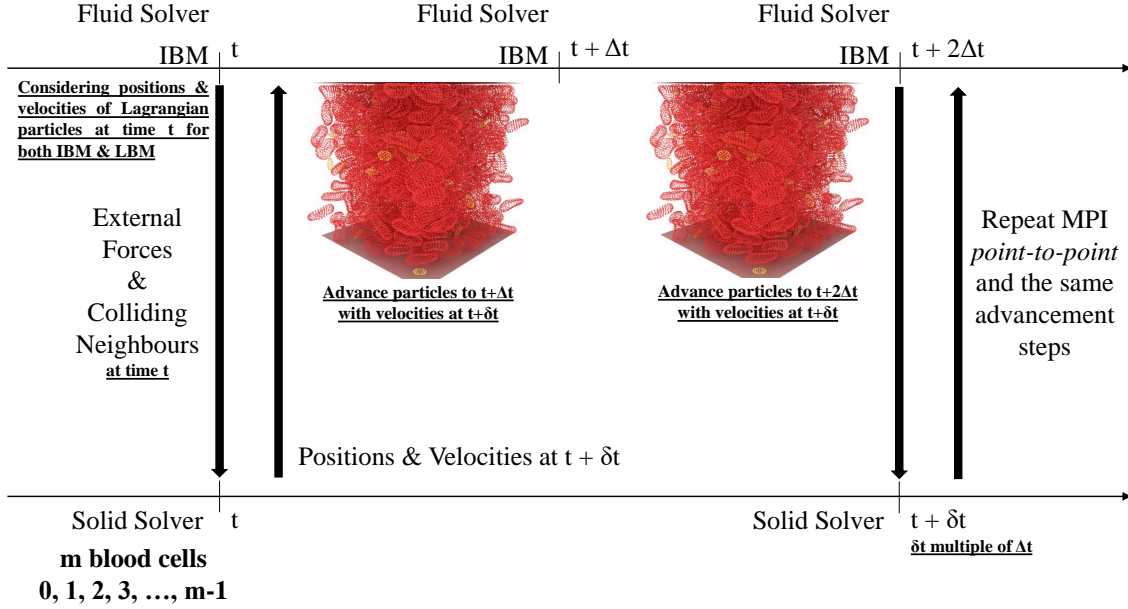 Fluid Solver
Fluid Solver
Fluid Solver
IBM
t
IBM
t + Δt
IBM
t + 2Δt
Considering positions &
velocities of Lagrangian
particles at time t for
both IBM & LBM
External
Forces
&
Colliding
Neighbours
at time t
Advance particles to t+Δt
with velocities at t+δt
Advance particles to t+2Δt
with velocities at t+δt
Repeat MPI
point-to-point
and the same
advancement
steps
Positions & Velocities at t + δt
Solid Solver
t
Solid Solver
t + δt
δt multiple of Δt
m blood cells
0, 1, 2, 3, …, m-1